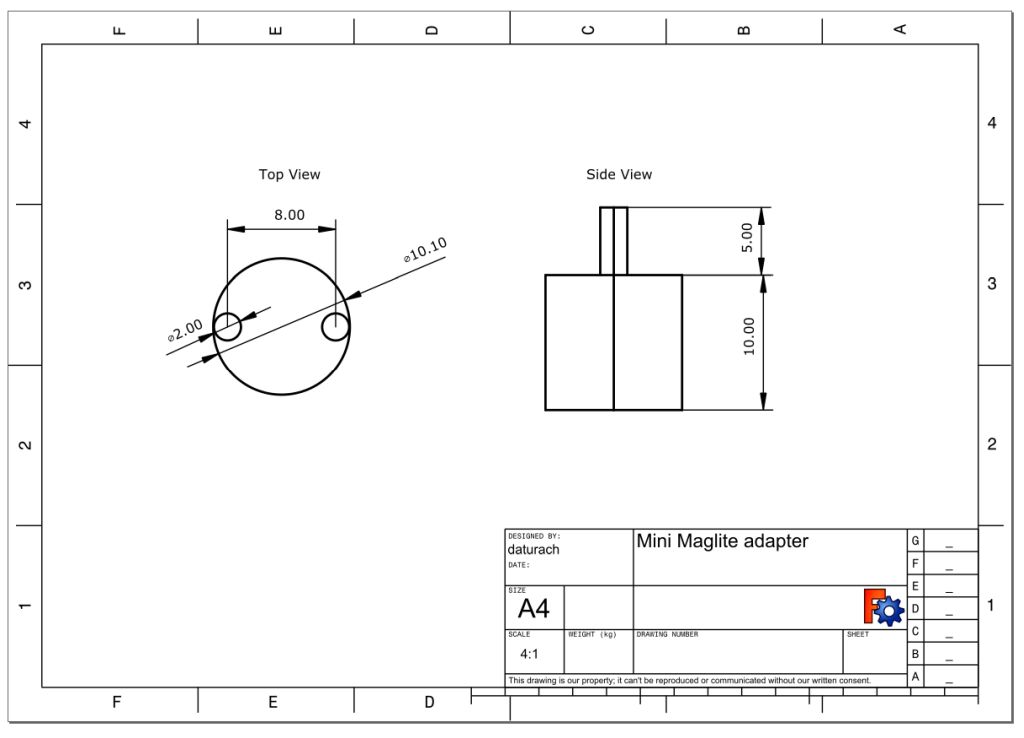 F E D C B A
4 4
Top View Side View
8.00
⌀10.10
5.00
3 3
⌀2.00
10.00
2 2
DESIGNED BY:
daturach
DATE:
Mini Maglite adapter
G _
F _
E _
SIZE
A4
D _
1 1
SCALE WEIGHT (kg) DRAWING NUMBER SHEET
C _
4:1
B _
This drawing is our property; it can't be reproduced or communicated without our written consent.
A _
F E D